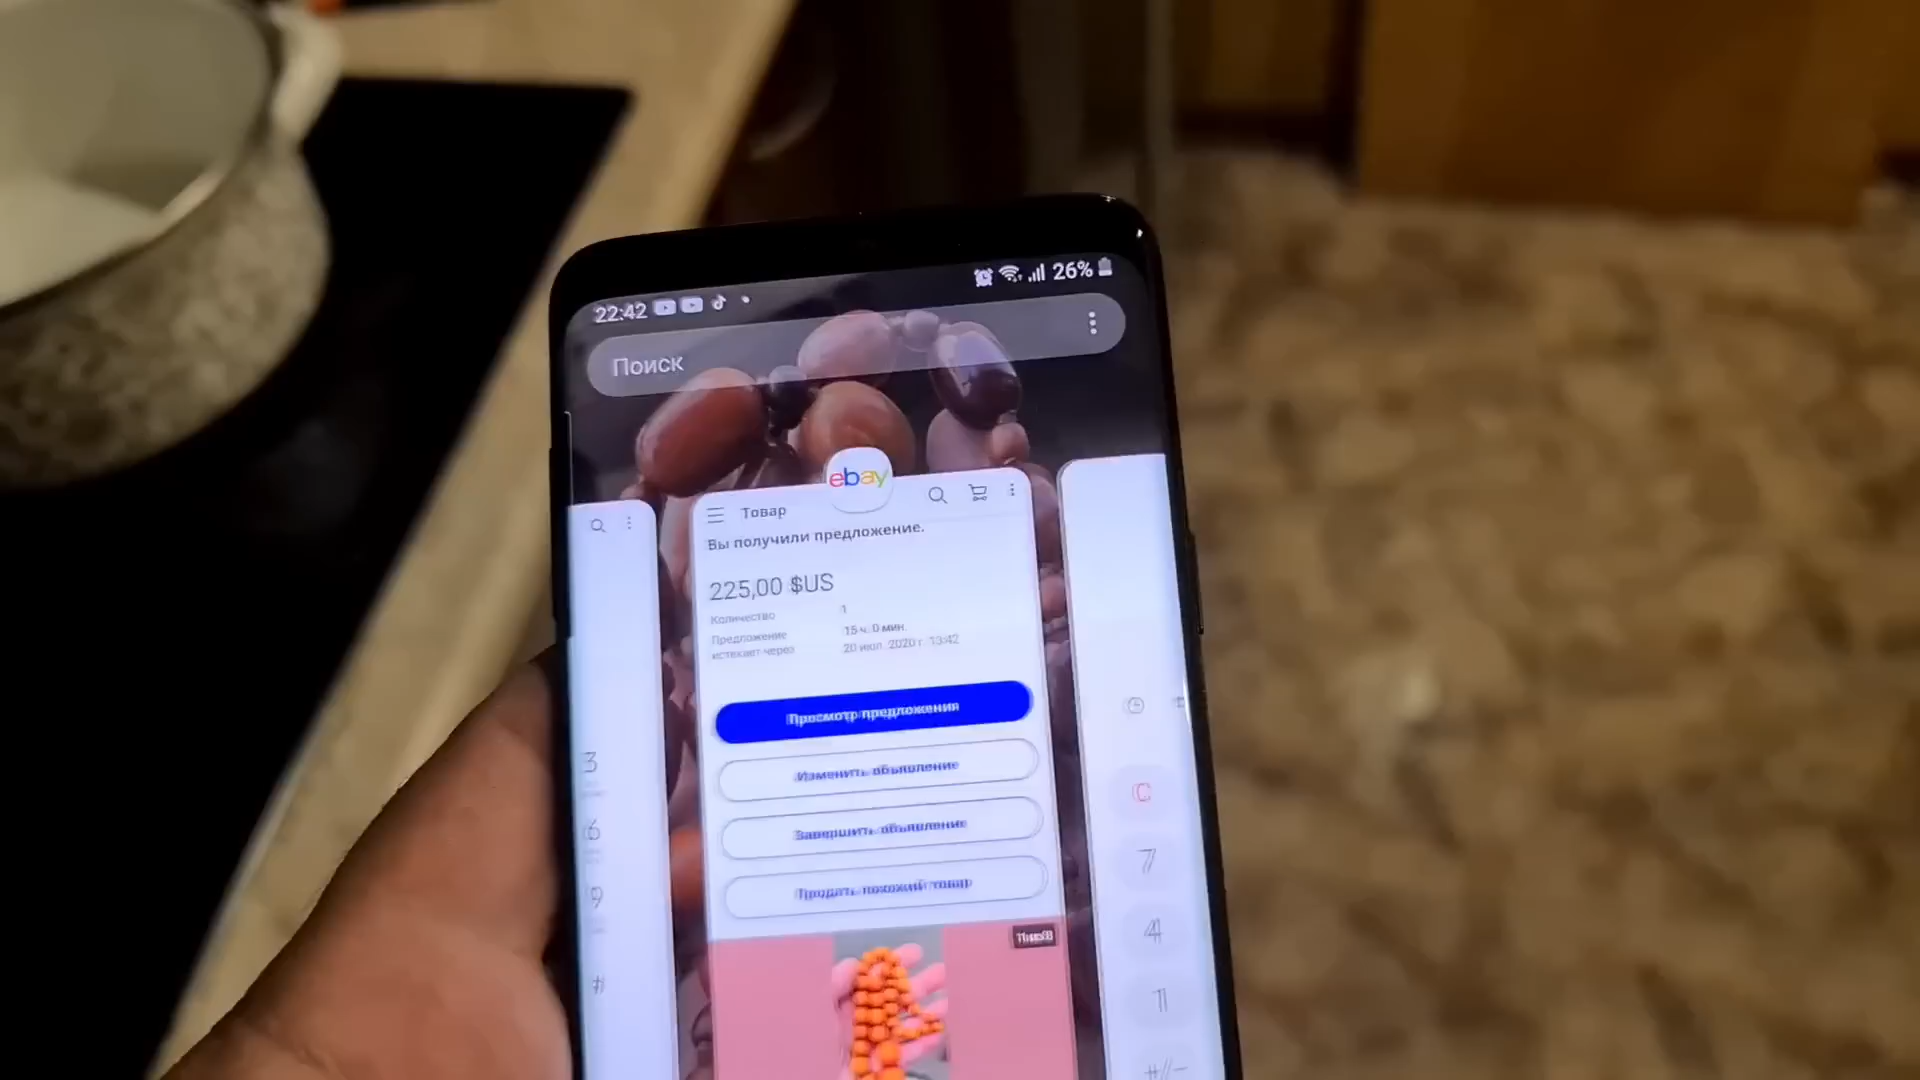 22:42
26%
Поиск
ebay
Товар
Вы получили предложение.
225,00 $US
Количество 1
Предложение истекает через 15 ч. 0 мин.
20 июл. 2020 г. 13:42
Просмотр предложения
Изменить объявление
Завершить объявление
Продать похожий товар
3
6
9
#
C
7
4
1
+/−